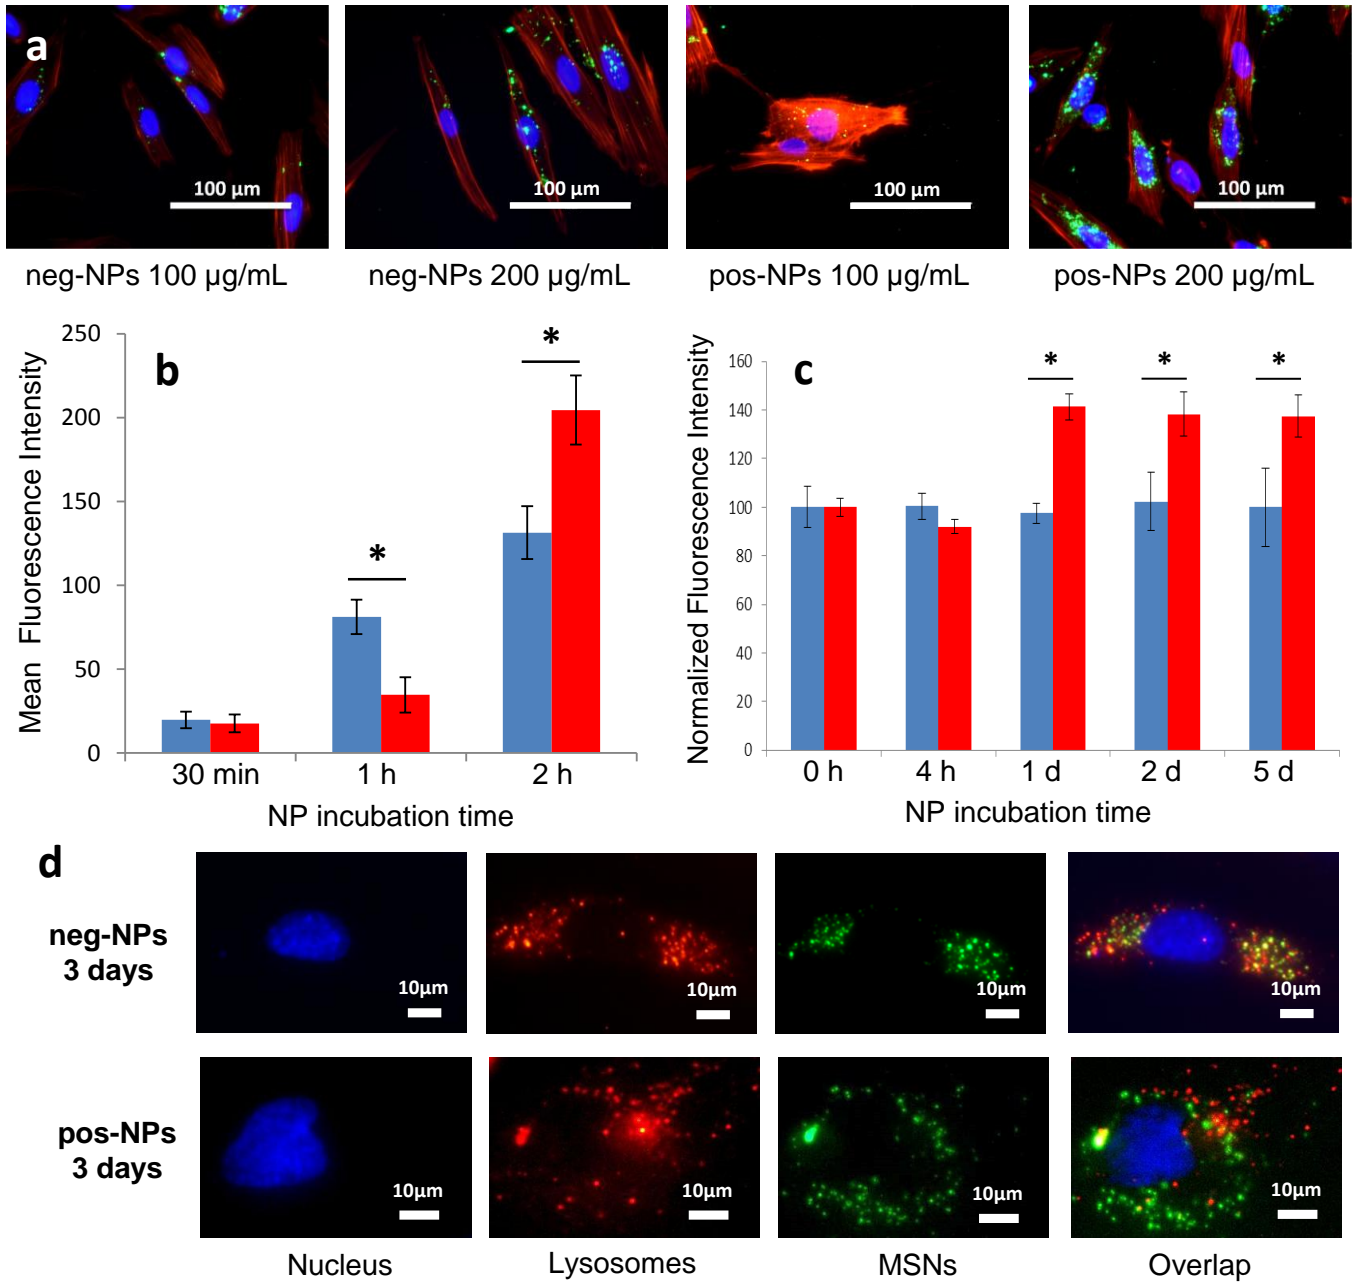 a
100 µm
100 µm
100 µm
100 µm
neg-NPs 100 µg/mL
neg-NPs 200 µg/mL
pos-NPs 100 µg/mL
pos-NPs 200 µg/mL
b
Mean Fluorescence Intensity
250
200
150
100
50
0
*
*
30 min
1 h
2 h
NP incubation time
c
Normalized Fluorescence Intensity
160
140
120
100
80
60
40
20
0
*
*
*
0 h
4 h
1 d
2 d
5 d
NP incubation time
d
neg-NPs
3 days
10µm
10µm
10µm
10µm
pos-NPs
3 days
10µm
10µm
10µm
10µm
Nucleus
Lysosomes
MSNs
Overlap